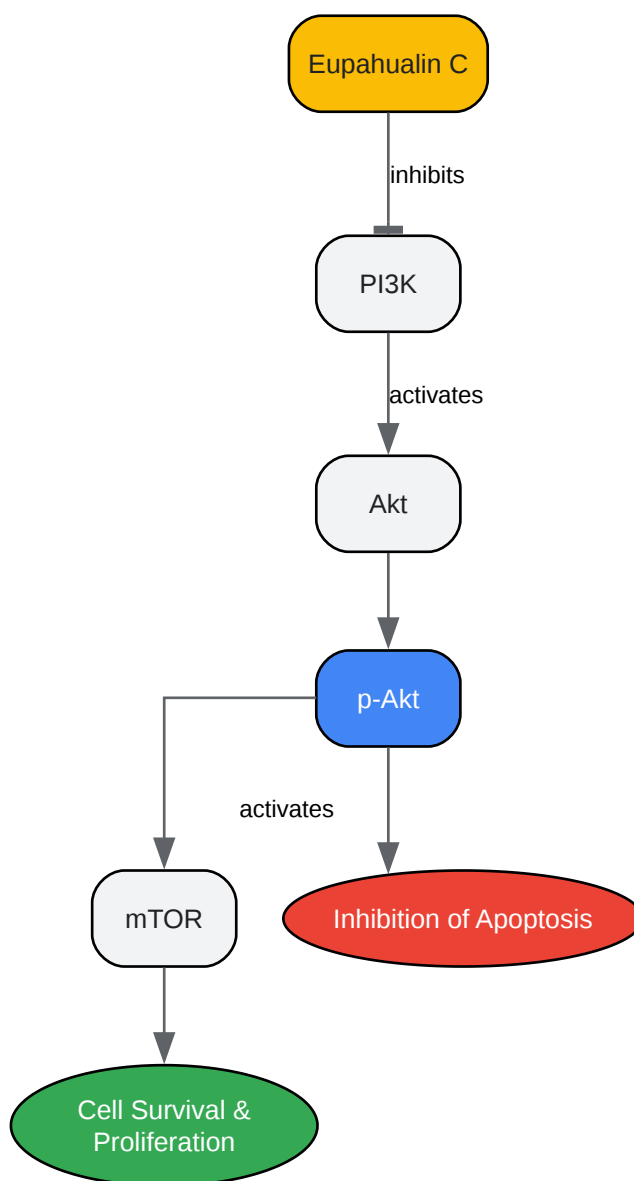 Eupahualin C
inhibits
PI3K
activates
Akt
p-Akt
activates
mTOR
Inhibition of Apoptosis
Cell Survival &
Proliferation